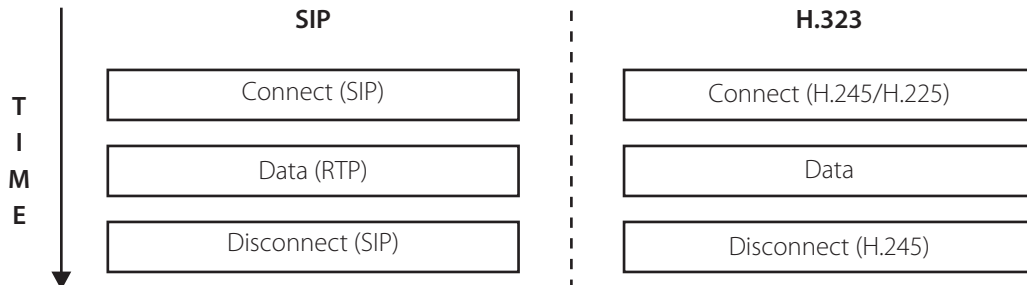 SIP
H.323
T
I
M
E
Connect (SIP)
Connect (H.245/H.225)
Data (RTP)
Data
Disconnect (SIP)
Disconnect (H.245)